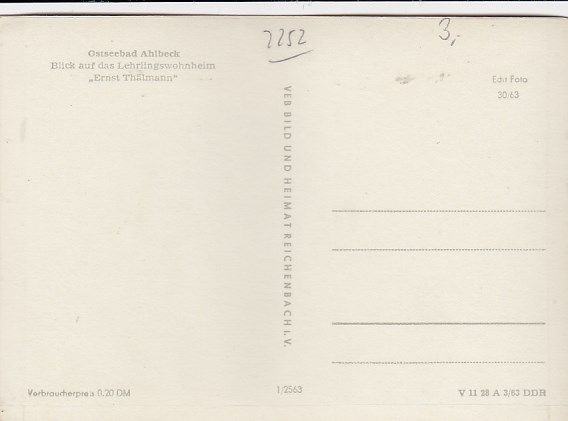 7252
3,
Ostseebad Ahlbeck
Blick auf das Lehrlingswohnheim
„Ernst Thälmann“
Echt Foto
30/63
VEB BILD UND HEIMAT REICHENBACH I. V.
Verbraucherpreis 0,20 DM
1/2563
V 11 28 A 3/63 DDR